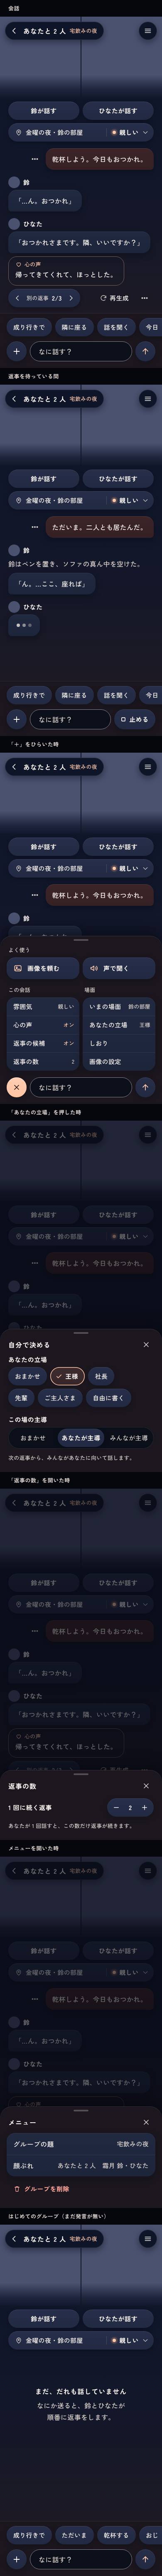 会話
あなたと 2 人 宅飲みの夜
鈴が話す ひなたが話す
金曜の夜・鈴の部屋 親しい
乾杯しよう。今日もおつかれ。
鈴
「…ん。おつかれ」
ひなた
「おつかれさまです。隣、いいですか？」
心の声
帰ってきてくれて、ほっとした。
別の返事 2/3 再生成
成り行きで 隣に座る 話を聞く 今日
なに話す？
返事を待っている間
あなたと 2 人 宅飲みの夜
鈴が話す ひなたが話す
金曜の夜・鈴の部屋 親しい
ただいま。二人とも居たんだ。
鈴
鈴はペンを置き、ソファの真ん中を空けた。
「ん。…ここ、座れば」
ひなた
成り行きで 隣に座る 話を聞く 今日
なに話す？ 止める
「＋」をひらいた時
あなたと 2 人 宅飲みの夜
鈴が話す ひなたが話す
金曜の夜・鈴の部屋 親しい
乾杯しよう。今日もおつかれ。
鈴
よく使う
画像を頼む 声で聞く
この会話 場面
雰囲気 親しい いまの場面 鈴の部屋
心の声 オン あなたの立場 王様
返事の候補 オン しおり
返事の数 2 画像の設定
なに話す？
「あなたの立場」を押した時
あなたと 2 人 宅飲みの夜
鈴が話す ひなたが話す
金曜の夜・鈴の部屋 親しい
乾杯しよう。今日もおつかれ。
鈴
「…ん。おつかれ」
ひなた
自分で決める
あなたの立場
おまかせ 王様 社長
先輩 ご主人さま 自由に書く
この場の主導
おまかせ あなたが主導 みんなが主導
次の返事から、みんながあなたに向いて話します。
「返事の数」を開いた時
あなたと 2 人 宅飲みの夜
鈴が話す ひなたが話す
金曜の夜・鈴の部屋 親しい
乾杯しよう。今日もおつかれ。
鈴
「…ん。おつかれ」
ひなた
「おつかれさまです。隣、いいですか？」
心の声
帰ってきてくれて、ほっとした。
返事の数
1 回に続く返事 2
あなたが 1 回話すと、この数だけ返事が続きます。
メニューを開いた時
あなたと 2 人 宅飲みの夜
鈴が話す ひなたが話す
金曜の夜・鈴の部屋 親しい
乾杯しよう。今日もおつかれ。
鈴
「…ん。おつかれ」
ひなた
「おつかれさまです。隣、いいですか？」
メニュー
グループの題 宅飲みの夜
顔ぶれ あなたと 2 人 霜月 鈴・ひなた
グループを削除
はじめてのグループ（まだ発言が無い）
あなたと 2 人 宅飲みの夜
鈴が話す ひなたが話す
金曜の夜・鈴の部屋 親しい
まだ、だれも話していません
なにか送ると、鈴とひなたが
順番に返事をします。
成り行きで ただいま 乾杯する おじ
なに話す？